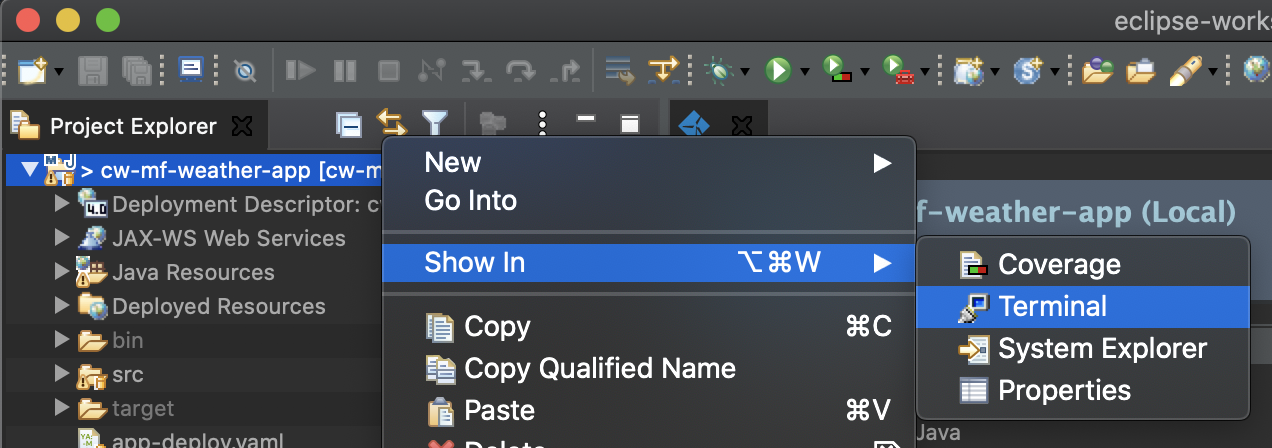 eclipse-works
Project Explorer
> cw-mf-weather-app [cw-m
Deployment Descriptor: c
JAX-WS Web Services
Java Resources
Deployed Resources
bin
src
target
app-deploy.yaml
New
Go Into
Show In ⌥⌘W
Copy ⌘C
Copy Qualified Name
Paste ⌘V
Delete
f-weather-app (Local)
Coverage
Terminal
System Explorer
Properties
Java